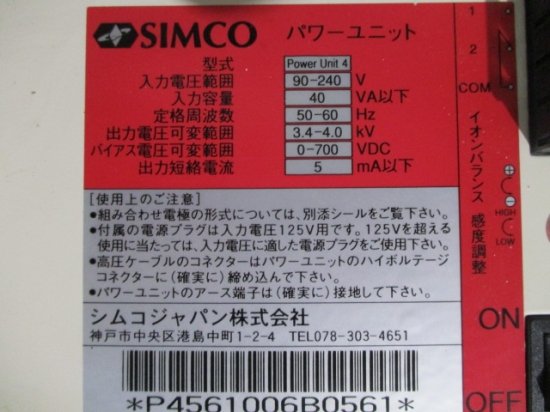 SIMCO パワーユニット
型式 Power Unit 4
入力電圧範囲 90-240 V
入力容量 40 VA以下
定格周波数 50-60 Hz
出力電圧可変範囲 3.4-4.0 kV
バイアス電圧可変範囲 0-700 VDC
出力短絡電流 5 mA以下
[使用上のご注意]
●組み合わせ電極の形式については、別添シールをご覧下さい。
●付属の電源プラグは入力電圧125V用です。125Vを超える
使用に当たっては、入力電圧に適した電源プラグをご使用下さい。
●高圧ケーブルのコネクターはパワーユニットのハイボルテージ
コネクターに(確実に)締め込んで下さい。
●パワーユニットのアース端子は(確実に)接地して下さい。
シムコジャパン株式会社
神戸市中央区港島中町1-2-4 TEL078-303-4651
*P4561006B0561*
1
2
COM
イオンバランス 感度調整
HIGH
LOW
ON
OFF